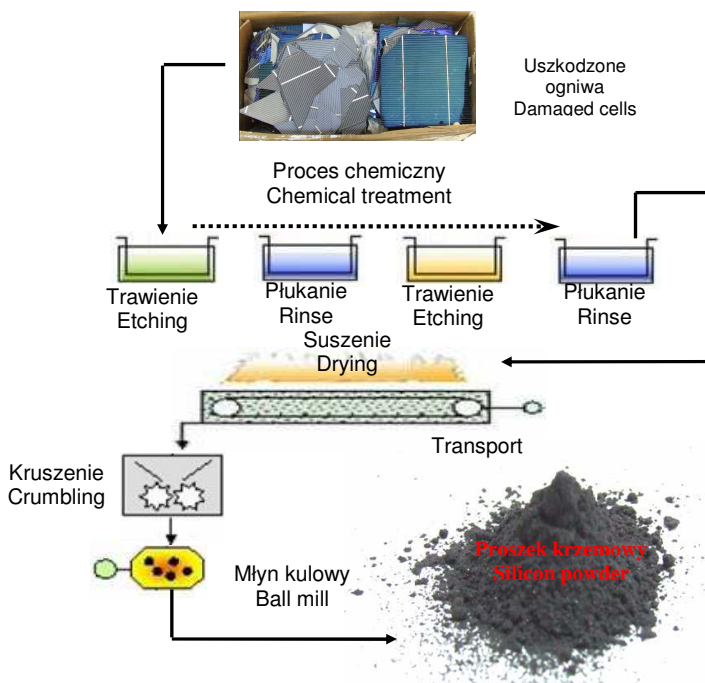 Uszkodzone
ogniwa
Damaged cells
Proces chemiczny
Chemical treatment
Trawienie
Etching
Płukanie
Rinse
Trawienie
Etching
Płukanie
Rinse
Suszenie
Drying
Transport
Kruszenie
Crumbling
Młyn kulowy
Ball mill
Proszek krzemowy
Silicon powder